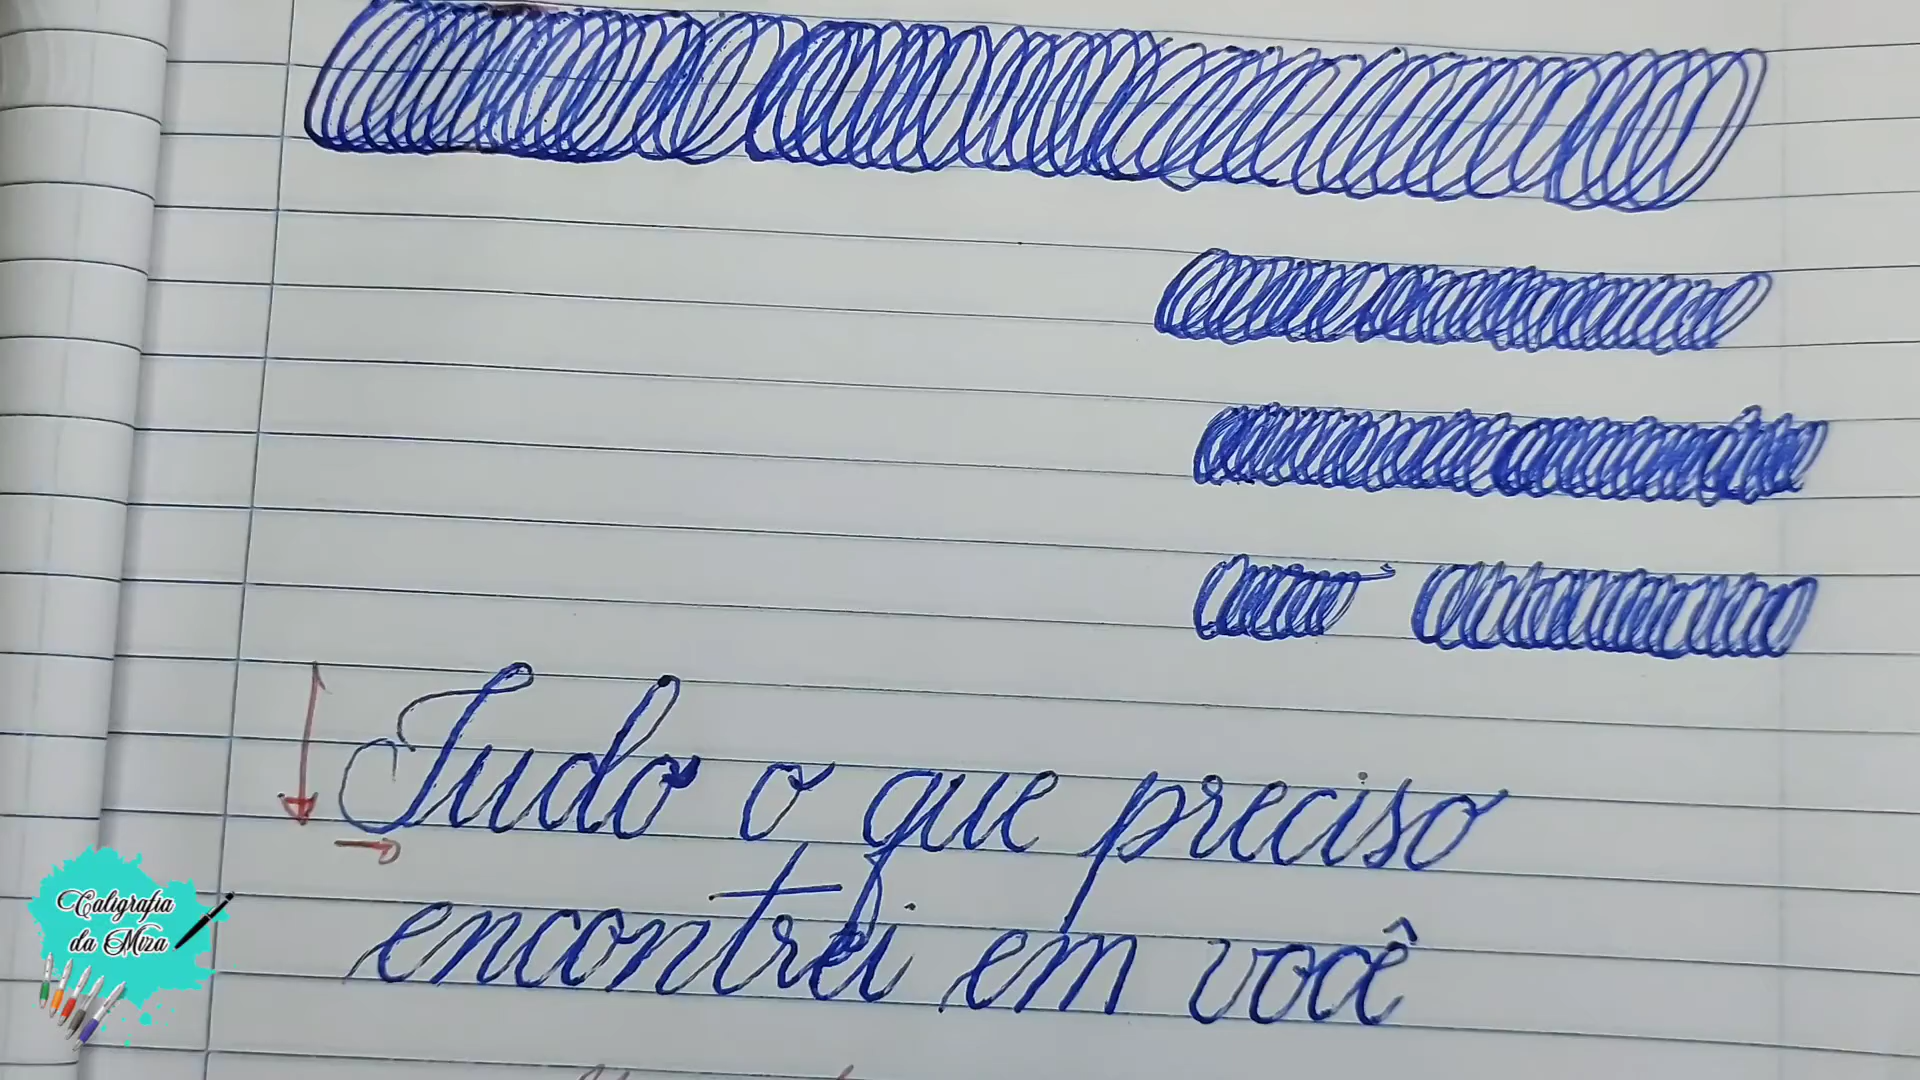 Tudo o que preciso
encontrei em você
Caligrafia
da Miza